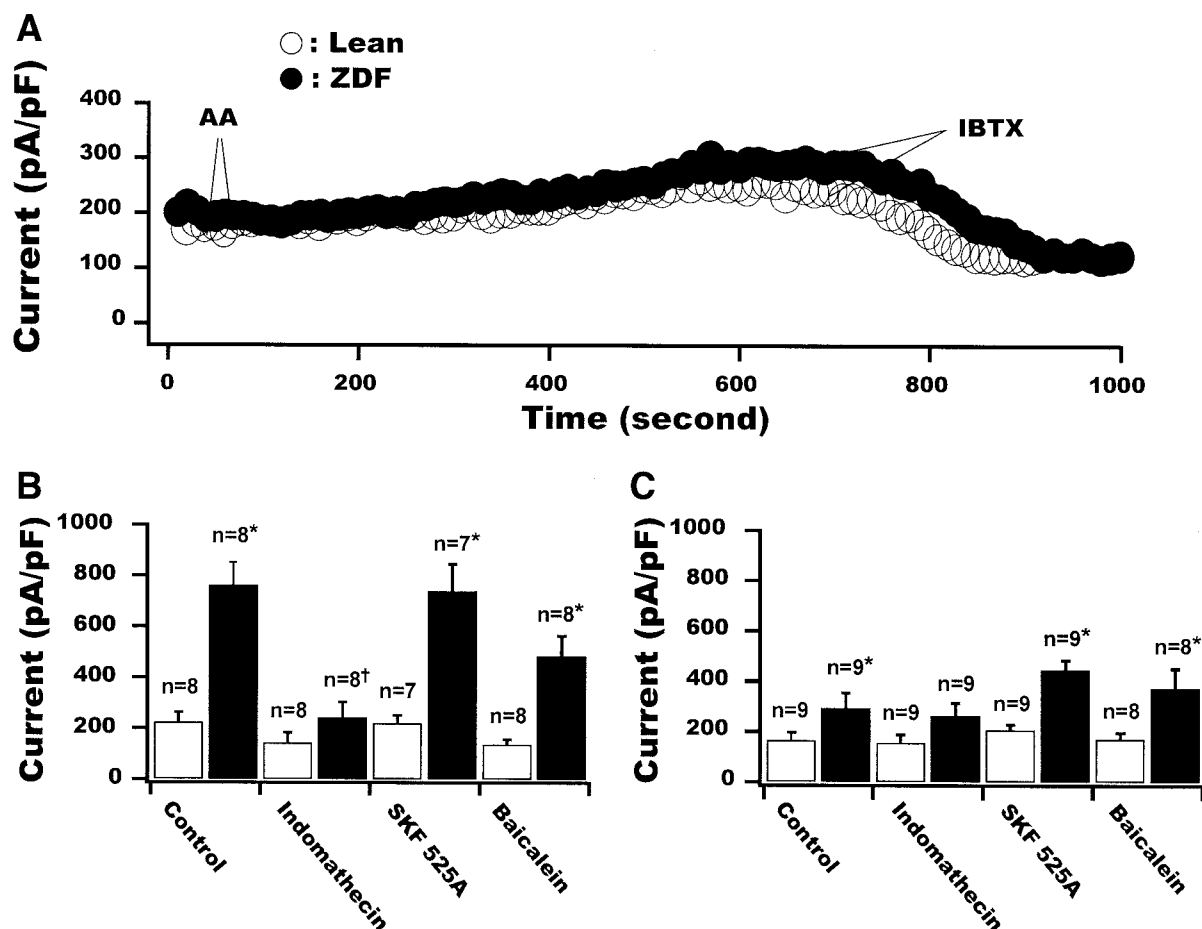 A
: Lean
: ZDF
Current (pA/pF)
400
300
200
100
0
AA
IBTX
0 200 400 600 800 1000
Time (second)
B
Current (pA/pF)
1000
800
600
400
200
0
n=8
n=8*
n=8
n=8†
n=7
n=7*
n=8
n=8*
Control
Indomathecin
SKF 525A
Baicalein
C
Current (pA/pF)
1000
800
600
400
200
0
n=9
n=9*
n=9
n=9
n=9
n=9*
n=8
n=8*
Control
Indomathecin
SKF 525A
Baicalein